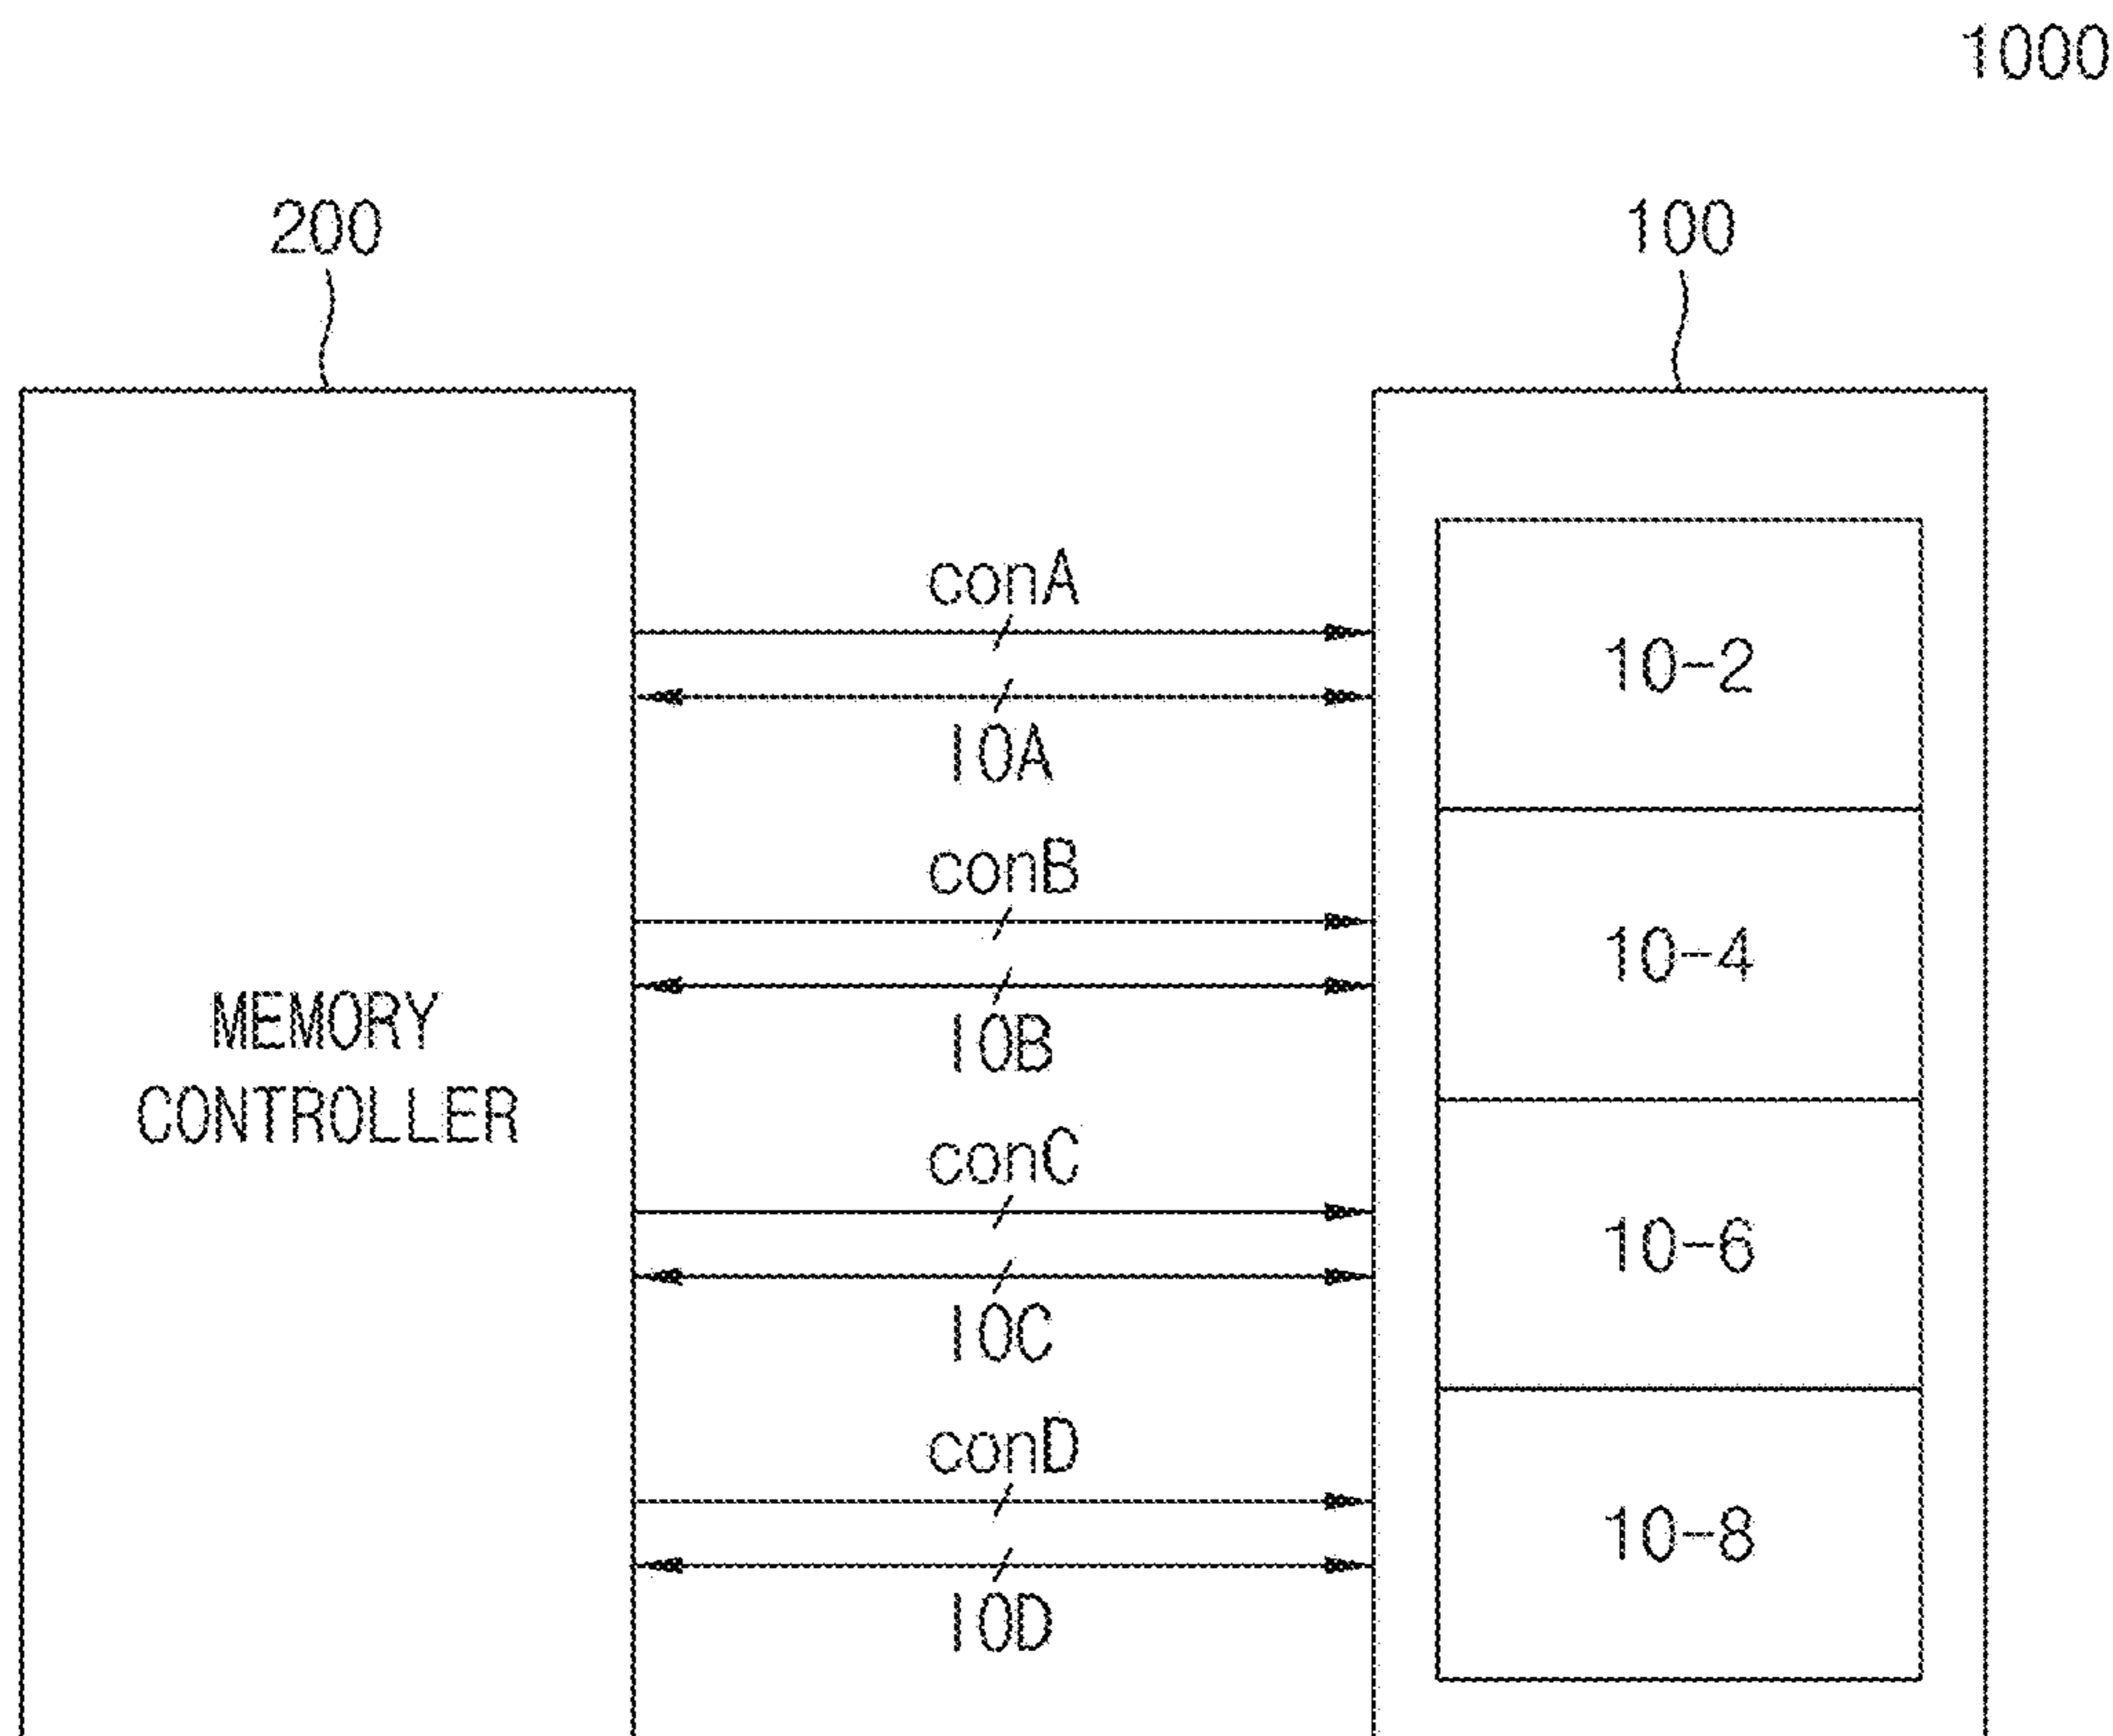 1000
200
100
conA
10-2
IOA
conB
10-4
IOB
MEMORY
CONTROLLER
conC
10-6
IOC
conD
10-8
IOD